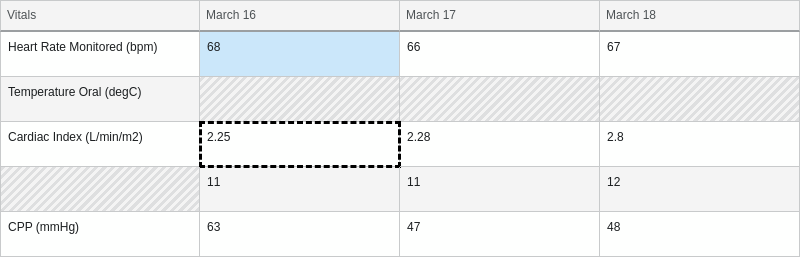 Vitals March 16 March 17 March 18
Heart Rate Monitored (bpm) 68 66 67
Temperature Oral (degC)
Cardiac Index (L/min/m2) 2.25 2.28 2.8
11 11 12
CPP (mmHg) 63 47 48